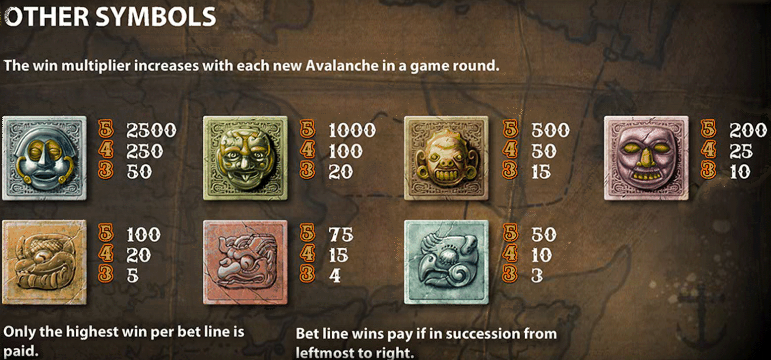 OTHER SYMBOLS
The win multiplier increases with each new Avalanche in a game round.
5 2500 5 1000 5 500 5 200
4 250 4 100 4 50 4 25
3 50 3 20 3 15 3 10
5 100 5 75 5 50
4 20 4 15 4 10
3 5 3 4 3 3
Only the highest win per bet line is
paid.
Bet line wins pay if in succession from
leftmost to right.